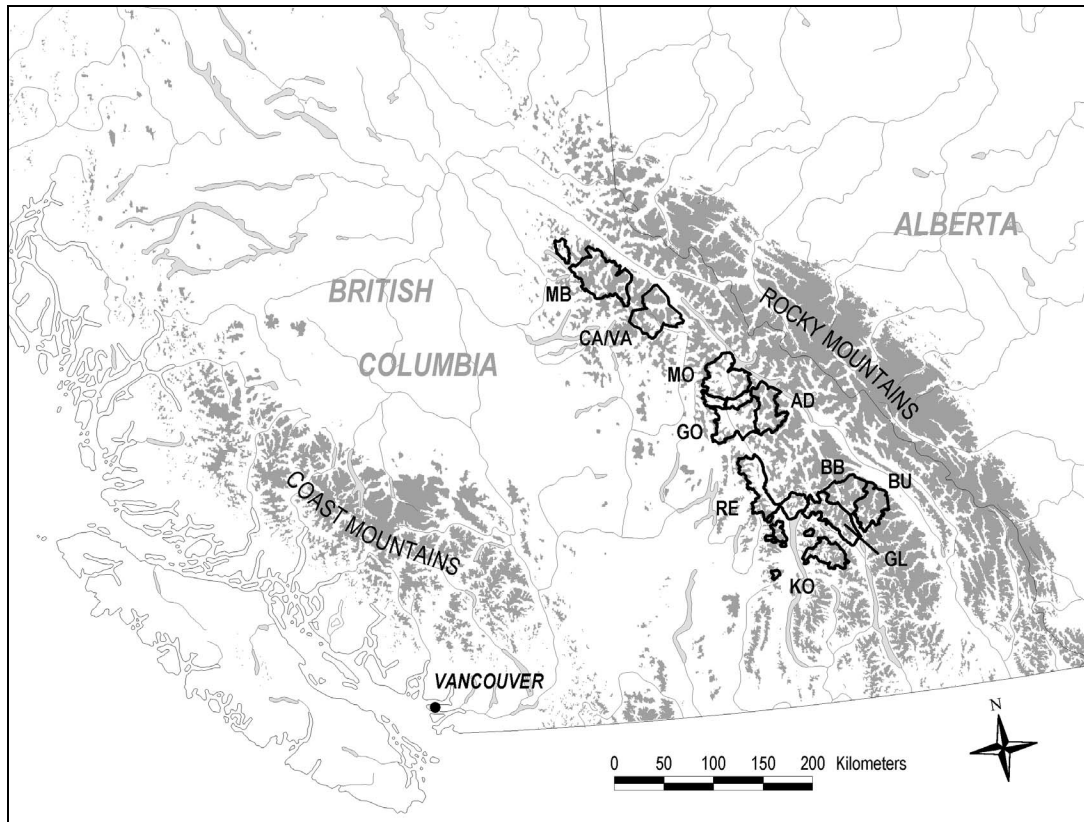 ALBERTA
BRITISH
COLUMBIA
ROCKY MOUNTAINS
COAST MOUNTAINS
MB
CA/VA
MO
AD
GO
BB
BU
RE
GL
KO
VANCOUVER
N
0 50 100 150 200 Kilometers